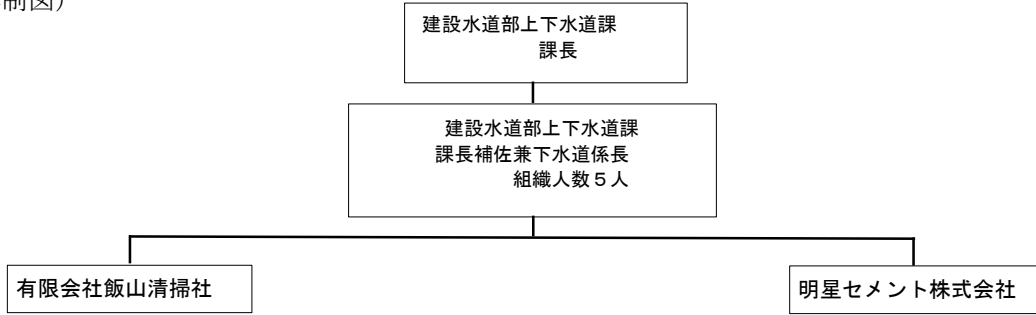 制図）
建設水道部上下水道課
課長
建設水道部上下水道課
課長補佐兼下水道係長
組織人数５人
有限会社飯山清掃社
明星セメント株式会社